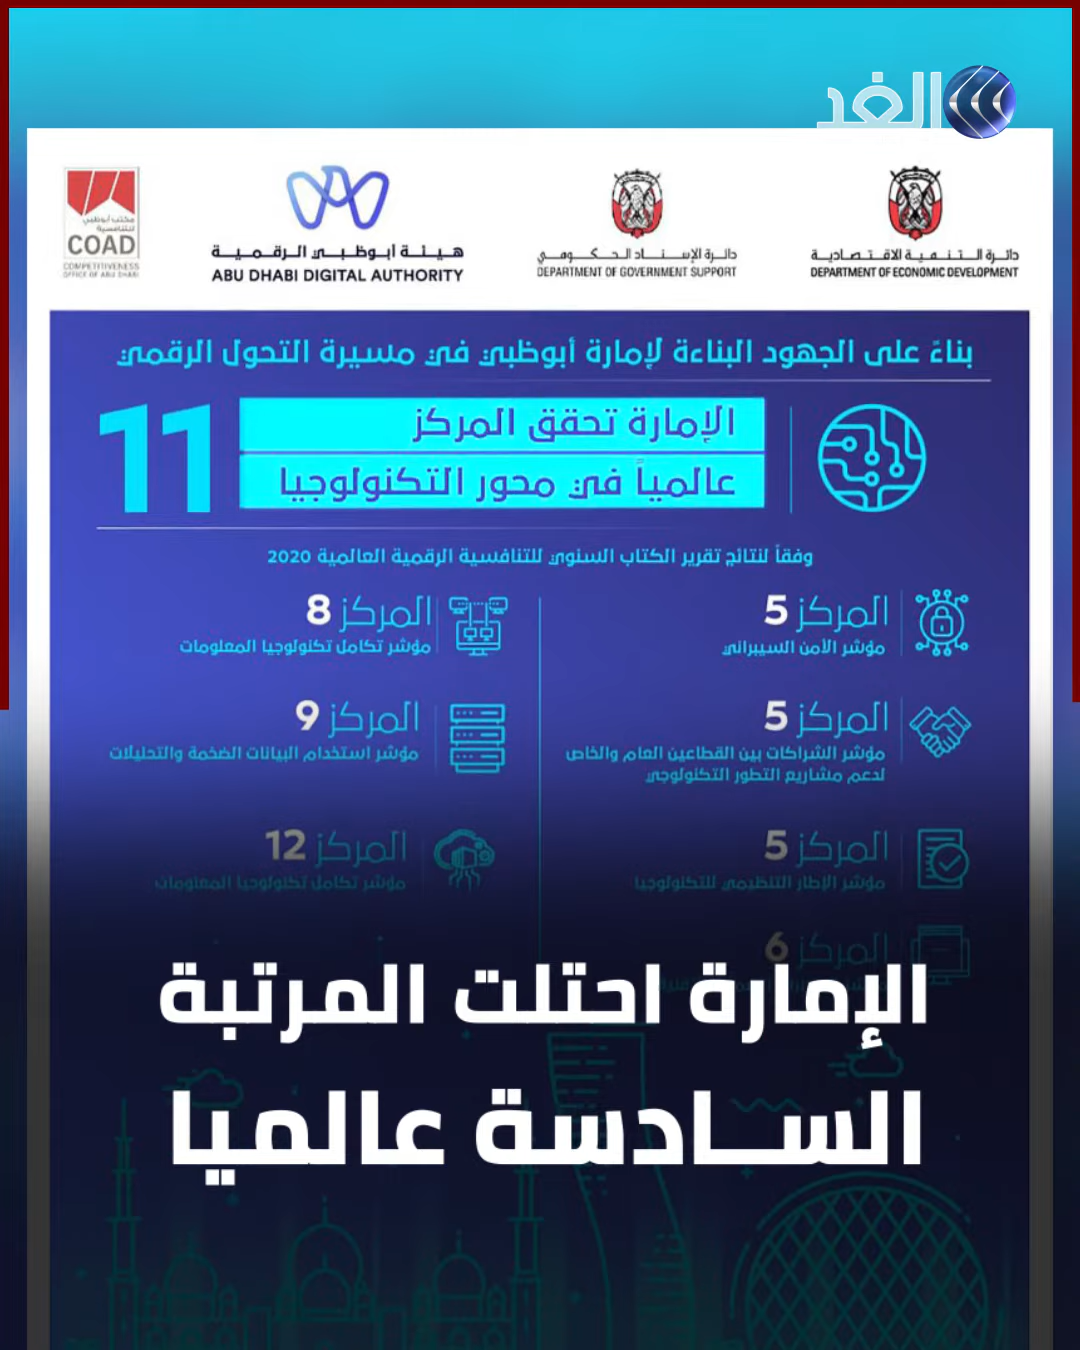 الغد
دائرة التنمية الاقتصادية
DEPARTMENT OF ECONOMIC DEVELOPMENT
دائرة الإسناد الحكومي
DEPARTMENT OF GOVERNMENT SUPPORT
هيئة أبوظبي الرقمية
ABU DHABI DIGITAL AUTHORITY
مكتب أبوظبي
للتنافسية
COAD
COMPETITIVENESS
OFFICE OF ABU DHABI
بناءً على الجهود البناءة لإمارة أبوظبي في مسيرة التحول الرقمي
الإمارة تحقق المركز
11
عالمياً في محور التكنولوجيا
وفقاً لنتائج تقرير الكتاب السنوي للتنافسية الرقمية العالمية 2020
المركز 5
مؤشر الأمن السيبراني
المركز 5
مؤشر الشراكات بين القطاعين العام والخاص
لدعم مشاريع التطور التكنولوجي
المركز 5
مؤشر الإطار التنظيمي للتكنولوجيا
المركز 6
المركز 8
مؤشر تكامل تكنولوجيا المعلومات
المركز 9
مؤشر استخدام البيانات الضخمة والتحليلات
المركز 12
مؤشر تكامل تكنولوجيا المعلومات
الإمارة احتلت المرتبة
السادسة عالميا